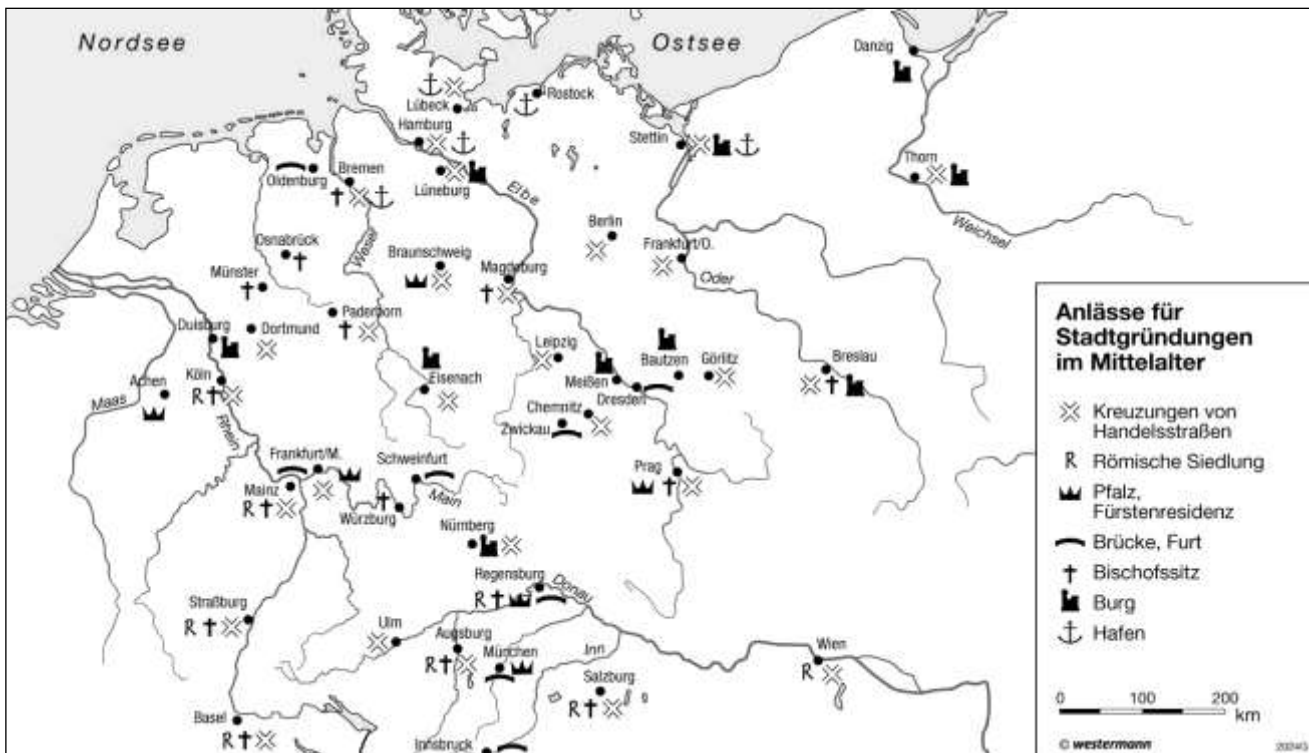 Nordsee
Ostsee
Danzig
Lübeck
Rostock
Hamburg
Stettin
Thorn
Oldenburg
Bremen
Lüneburg
Elbe
Weichsel
Berlin
Osnabrück
Weser
Braunschweig
Magdeburg
Frankfurt/O.
Oder
Münster
Paderborn
Duisburg
Dortmund
Leipzig
Bautzen
Görlitz
Breslau
Köln
Eisenach
Meißen
Dresden
Achen
Maas
Chemnitz
Zwickau
Rhein
Frankfurt/M.
Schweinfurt
Prag
Mainz
Main
Würzburg
Nürnberg
Regensburg
Donau
Straßburg
Ulm
Augsburg
München
Inn
Wien
Salzburg
Basel
Innsbruck
R
R
R
R
R
R
R
R
Anlässe für
Stadtgründungen
im Mittelalter
Kreuzungen von
Handelsstraßen
R Römische Siedlung
Pfalz,
Fürstenresidenz
Brücke, Furt
Bischofssitz
Burg
Hafen
0 100 200
km
© westermann